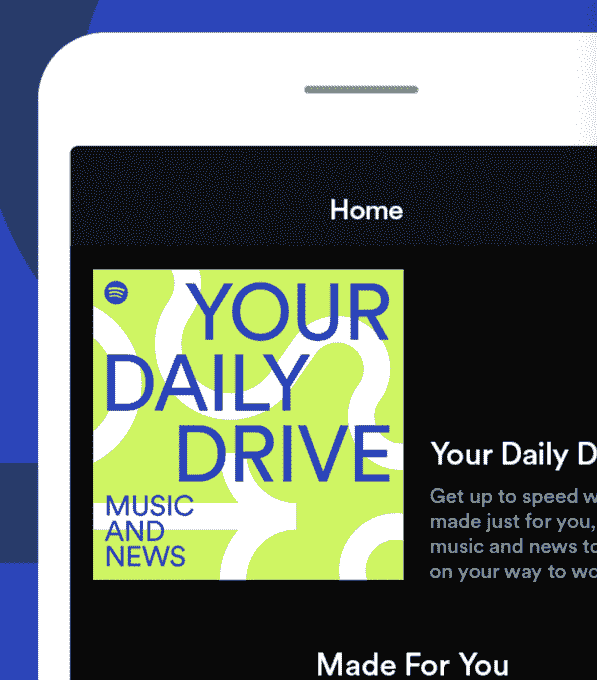 Home
YOUR
DAILY
DRIVE
MUSIC
AND
NEWS
Your Daily D
Get up to speed w
made just for you,
music and news to
on your way to wo
Made For You